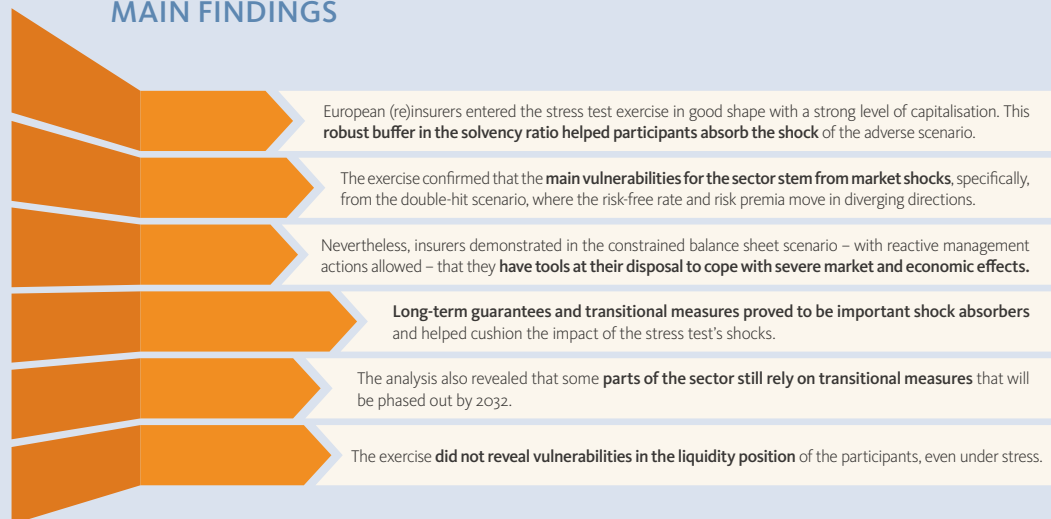 MAIN FINDINGS
European (re)insurers entered the stress test exercise in good shape with a strong level of capitalisation. This
robust buffer in the solvency ratio helped participants absorb the shock of the adverse scenario.
The exercise confirmed that the main vulnerabilities for the sector stem from market shocks, specifically,
from the double-hit scenario, where the risk-free rate and risk premia move in diverging directions.
Nevertheless, insurers demonstrated in the constrained balance sheet scenario – with reactive management
actions allowed – that they have tools at their disposal to cope with severe market and economic effects.
Long-term guarantees and transitional measures proved to be important shock absorbers
and helped cushion the impact of the stress test's shocks.
The analysis also revealed that some parts of the sector still rely on transitional measures that will
be phased out by 2032.
The exercise did not reveal vulnerabilities in the liquidity position of the participants, even under stress.